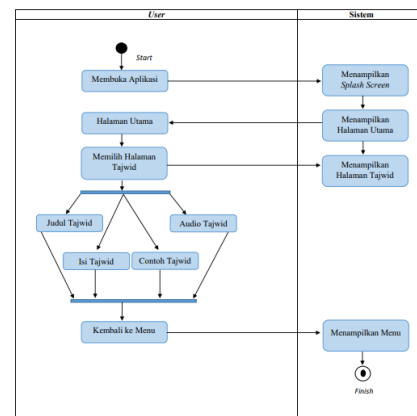 User
Sistem
Start
Membuka Aplikasi
Menampilkan
Splash Screen
Halaman Utama
Menampilkan
Halaman Utama
Memilih Halaman
Tajwid
Menampilkan
Halaman Tajwid
Judul Tajwid
Audio Tajwid
Isi Tajwid
Contoh Tajwid
Kembali ke Menu
Menampilkan Menu
Finish